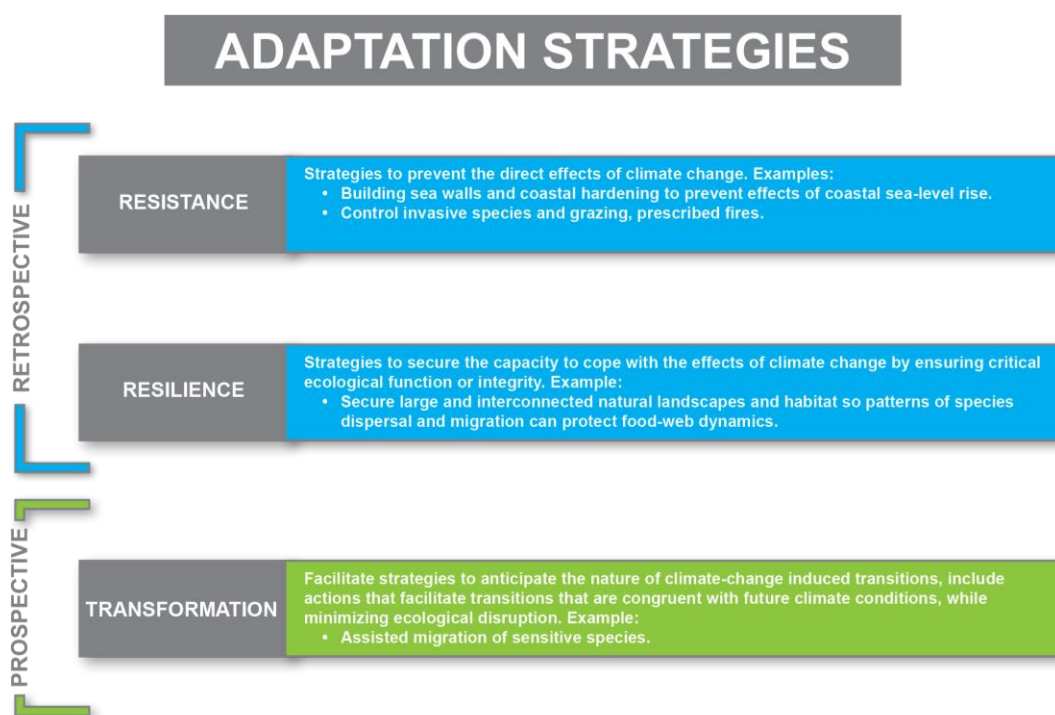 ADAPTATION STRATEGIES
RETROSPECTIVE
RESISTANCE
Strategies to prevent the direct effects of climate change. Examples:
• Building sea walls and coastal hardening to prevent effects of coastal sea-level rise.
• Control invasive species and grazing, prescribed fires.
RESILIENCE
Strategies to secure the capacity to cope with the effects of climate change by ensuring critical
ecological function or integrity. Example:
• Secure large and interconnected natural landscapes and habitat so patterns of species
dispersal and migration can protect food-web dynamics.
PROSPECTIVE
TRANSFORMATION
Facilitate strategies to anticipate the nature of climate-change induced transitions, include
actions that facilitate transitions that are congruent with future climate conditions, while
minimizing ecological disruption. Example:
• Assisted migration of sensitive species.